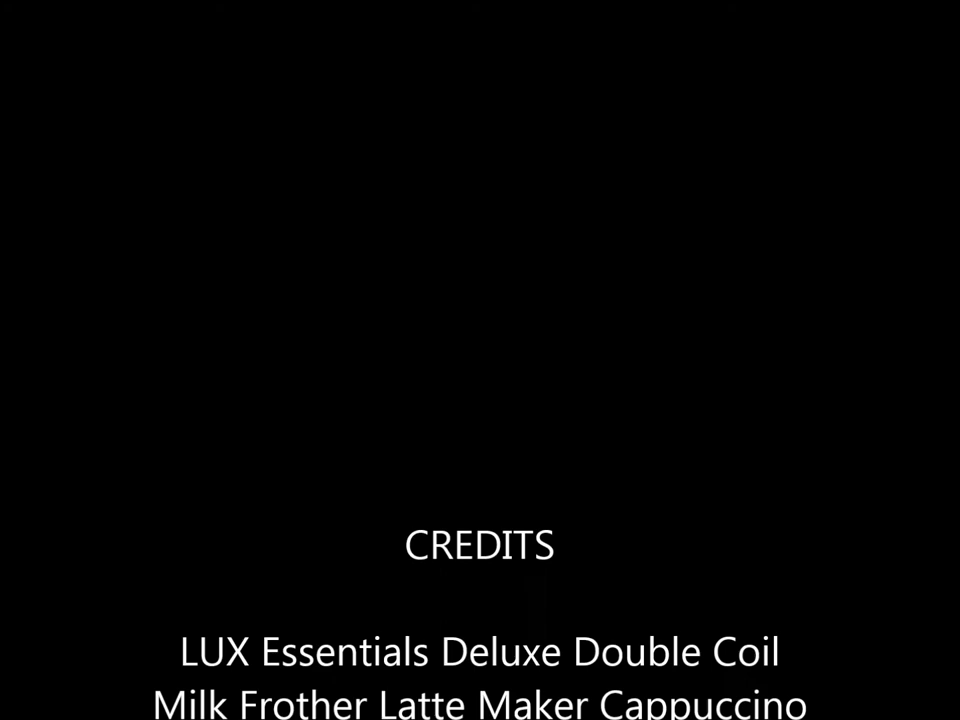 CREDITS
LUX Essentials Deluxe Double Coil
Milk Frother Latte Maker Cappuccino